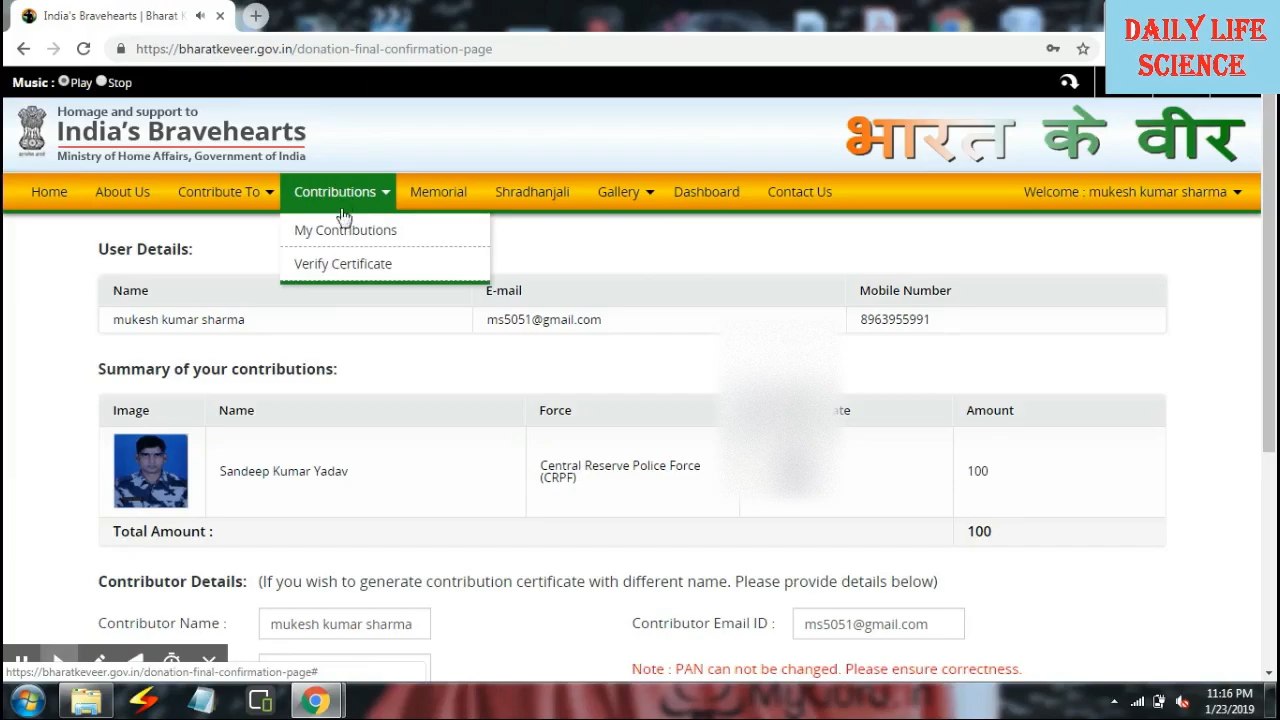 India's Bravehearts | Bharat K
DAILY LIFE
SCIENCE
https://bharatkeveer.gov.in/donation-final-confirmation-page
Music : Play Stop
Homage and support to
India's Bravehearts
Ministry of Home Affairs, Government of India
भारत के वीर
Home About Us Contribute To Contributions Memorial Shradhanjali Gallery Dashboard Contact Us Welcome : mukesh kumar sharma
My Contributions
Verify Certificate
User Details:
Name E-mail Mobile Number
mukesh kumar sharma ms5051@gmail.com 8963955991
Summary of your contributions:
Image Name Force Amount
Sandeep Kumar Yadav Central Reserve Police Force
(CRPF) 100
Total Amount : 100
Contributor Details: (If you wish to generate contribution certificate with different name. Please provide details below)
Contributor Name : mukesh kumar sharma Contributor Email ID : ms5051@gmail.com
Note : PAN can not be changed. Please ensure correctness.
https://bharatkeveer.gov.in/donation-final-confirmation-page#
11:16 PM
1/23/2019